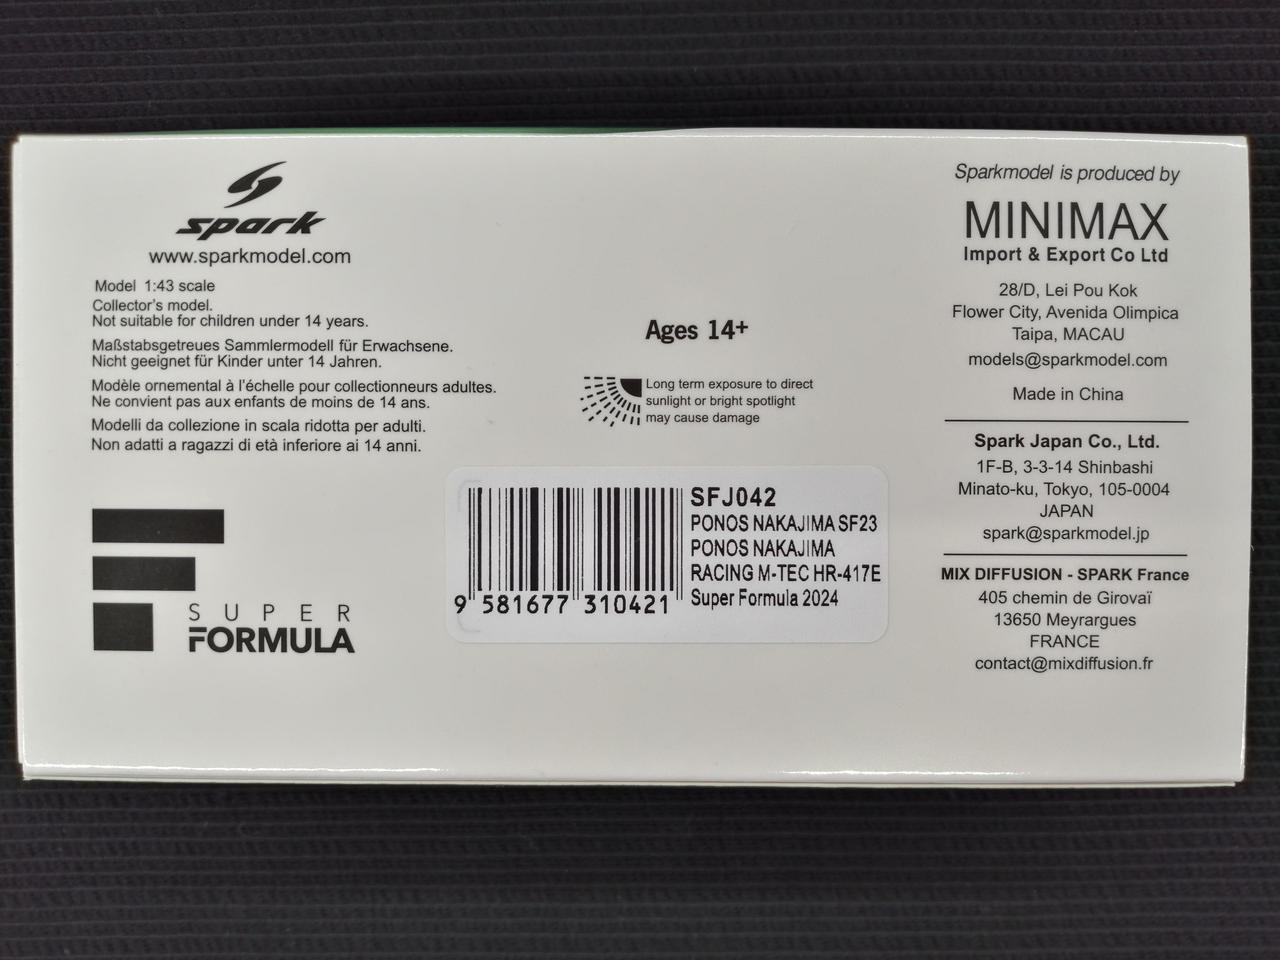 spark
www.sparkmodel.com
Model 1:43 scale
Collector's model.
Not suitable for children under 14 years.
Maßstabsgetreues Sammlermodell für Erwachsene.
Nicht geeignet für Kinder unter 14 Jahren.
Modèle ornemental à l'échelle pour collectionneurs adultes.
Ne convient pas aux enfants de moins de 14 ans.
Modelli da collezione in scala ridotta per adulti.
Non adatti a ragazzi di età inferiore ai 14 anni.
SUPER
FORMULA
Ages 14+
Long term exposure to direct
sunlight or bright spotlight
may cause damage
9 581677 310421
SFJ042
PONOS NAKAJIMA SF23
PONOS NAKAJIMA
RACING M-TEC HR-417E
Super Formula 2024
Sparkmodel is produced by
MINIMAX
Import & Export Co Ltd
28/D, Lei Pou Kok
Flower City, Avenida Olimpica
Taipa, MACAU
models@sparkmodel.com
Made in China
Spark Japan Co., Ltd.
1F-B, 3-3-14 Shinbashi
Minato-ku, Tokyo, 105-0004
JAPAN
spark@sparkmodel.jp
MIX DIFFUSION - SPARK France
405 chemin de Girovaï
13650 Meyrargues
FRANCE
contact@mixdiffusion.fr